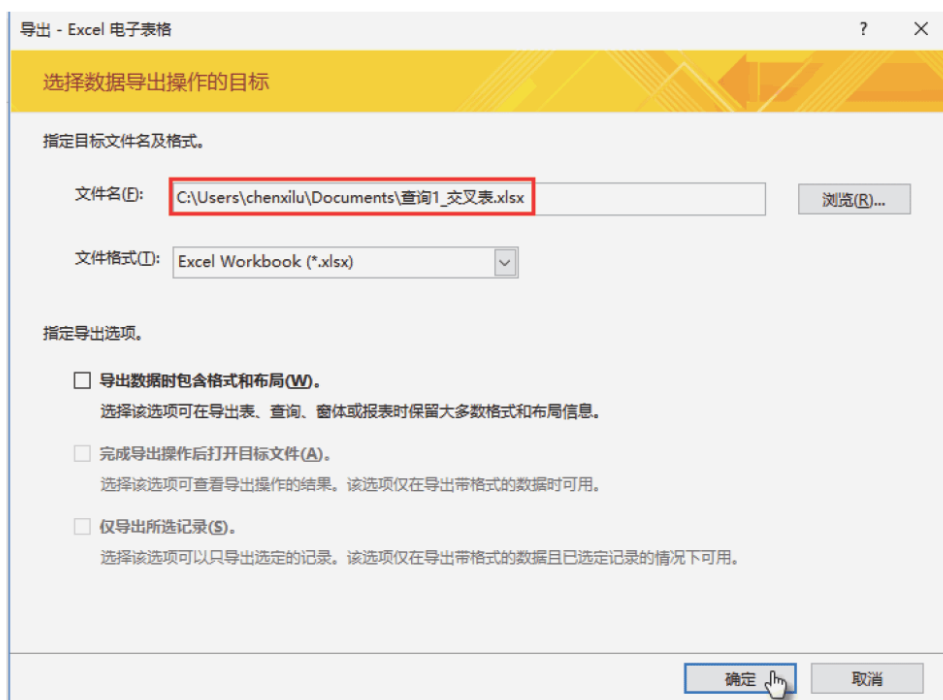 导出 - Excel 电子表格
?
选择数据导出操作的目标
指定目标文件名及格式。
文件名(F): C:\Users\chenxilu\Documents\查询1_交叉表.xlsx 浏览(R)...
文件格式(T): Excel Workbook (*.xlsx)
指定导出选项。
导出数据时包含格式和布局(W)。
选择该选项可在导出表、查询、窗体或报表时保留大多数格式和布局信息。
完成导出操作后打开目标文件(A)。
选择该选项可查看导出操作的结果。该选项仅在导出带格式的数据时可用。
仅导出所选记录(S)。
选择该选项可以只导出选定的记录。该选项仅在导出带格式的数据且已选定记录的情况下可用。
确定 取消